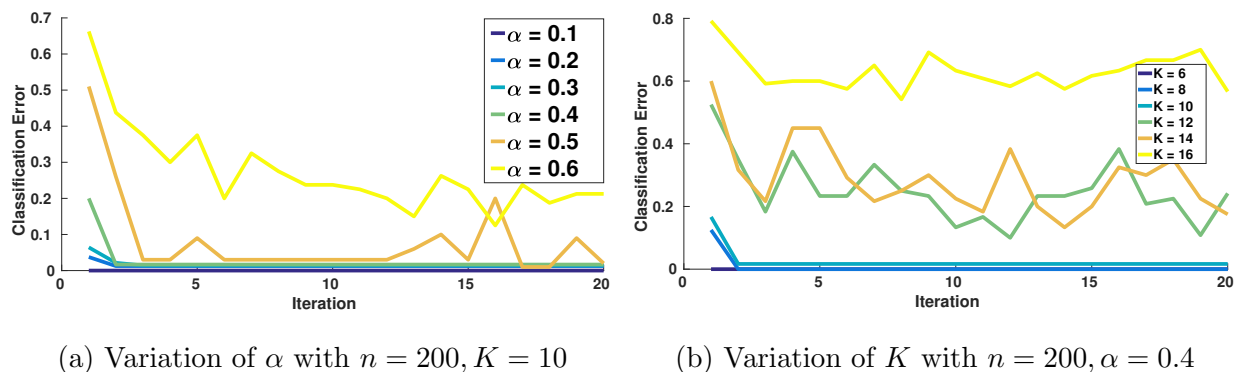 0.7
0.6
0.5
0.4
0.3
0.2
0.1
0
Classification Error
0 5 10 15 20
Iteration
α = 0.1
α = 0.2
α = 0.3
α = 0.4
α = 0.5
α = 0.6
(a) Variation of α with n = 200, K = 10
0.8
0.6
0.4
0.2
0
Classification Error
0 5 10 15 20
Iteration
K = 6
K = 8
K = 10
K = 12
K = 14
K = 16
(b) Variation of K with n = 200, α = 0.4